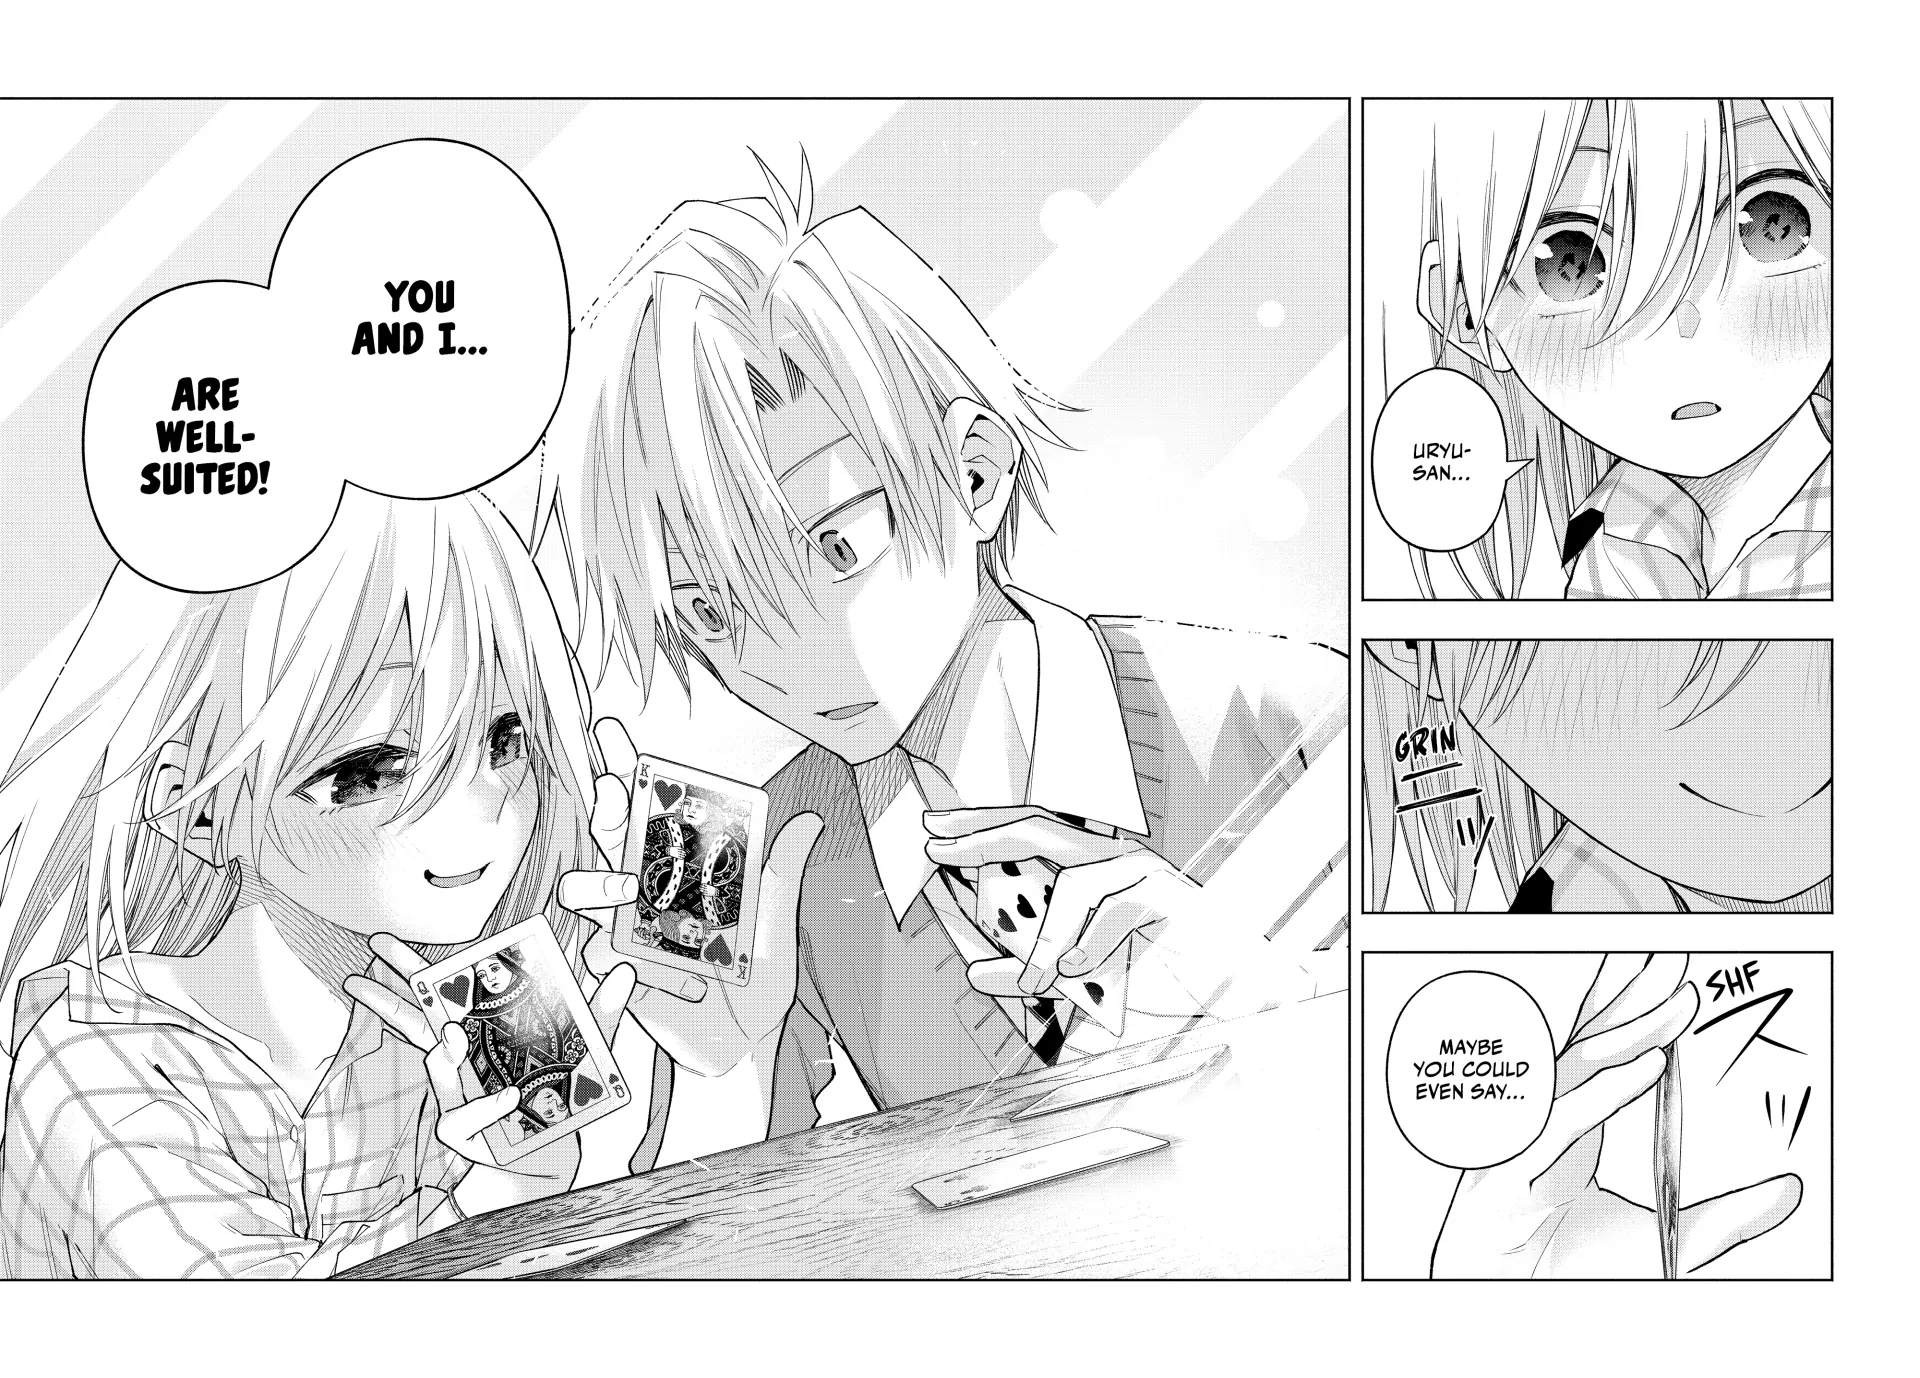 URYU-
SAN...
GRIN
MAYBE
YOU COULD
EVEN SAY...
SHF
ス
YOU
AND I...
ARE
WELL-
SUITED!
K
K
Q
Q